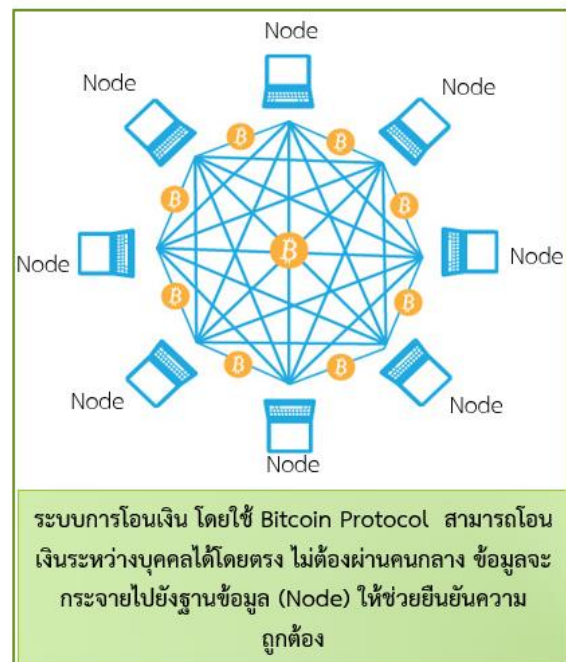 Node
Node
Node
Node
Node
Node
Node
Node
ระบบการโอนเงิน โดยใช้ Bitcoin Protocol สามารถโอน
เงินระหว่างบุคคลได้โดยตรง ไม่ต้องผ่านคนกลาง ข้อมูลจะ
กระจายไปยังฐานข้อมูล (Node) ให้ช่วยยืนยันความ
ถูกต้อง